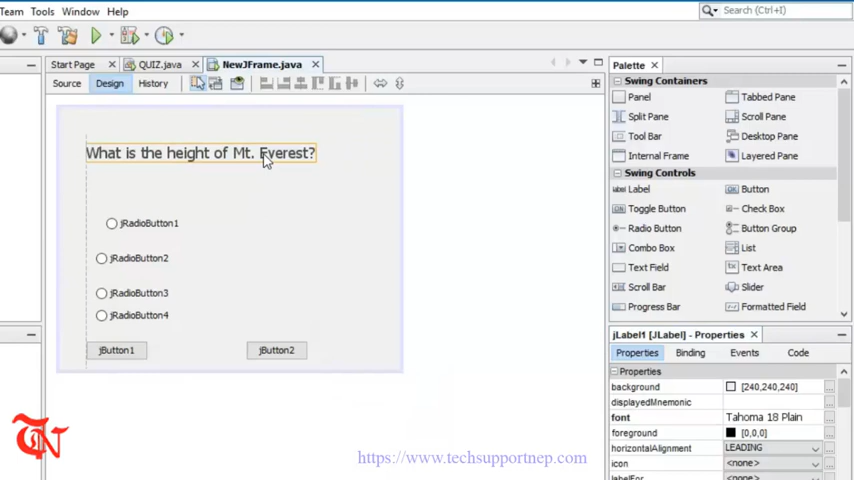 Team Tools Window Help
Search (Ctrl+I)
Start Page QUIZ.java NewJFrame.java
Source Design History
What is the height of Mt. Everest?
jRadioButton1
jRadioButton2
jRadioButton3
jRadioButton4
jButton1 jButton2
Palette
Swing Containers
Panel Tabbed Pane
Split Pane Scroll Pane
Tool Bar Desktop Pane
Internal Frame Layered Pane
Swing Controls
label Label OK Button
Toggle Button Check Box
Radio Button Button Group
Combo Box List
Text Field Text Area
Scroll Bar Slider
Progress Bar Formatted Field
jLabel1 [JLabel] - Properties
Properties Binding Events Code
Properties
background [240,240,240]
displayedMnemonic
font Tahoma 18 Plain
foreground [0,0,0]
horizontalAlignment LEADING
icon <none>
labelFor <none>
TN
https://www.techsupportnep.com